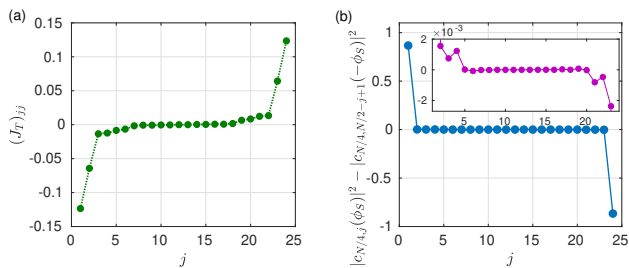 (a)
0.15
0.1
0.05
0
-0.05
-0.1
-0.15
(J_T)_{jj}
0 5 10 15 20 25
j
(b)
1
0.5
0
-0.5
-1
|c_{N/4,j}(ϕ_S)|^2 − |c_{N/4,N/2−j+1}(−ϕ_S)|^2
0 5 10 15 20 25
j
×10^{-3}
2
0
-2
5 10 15 20